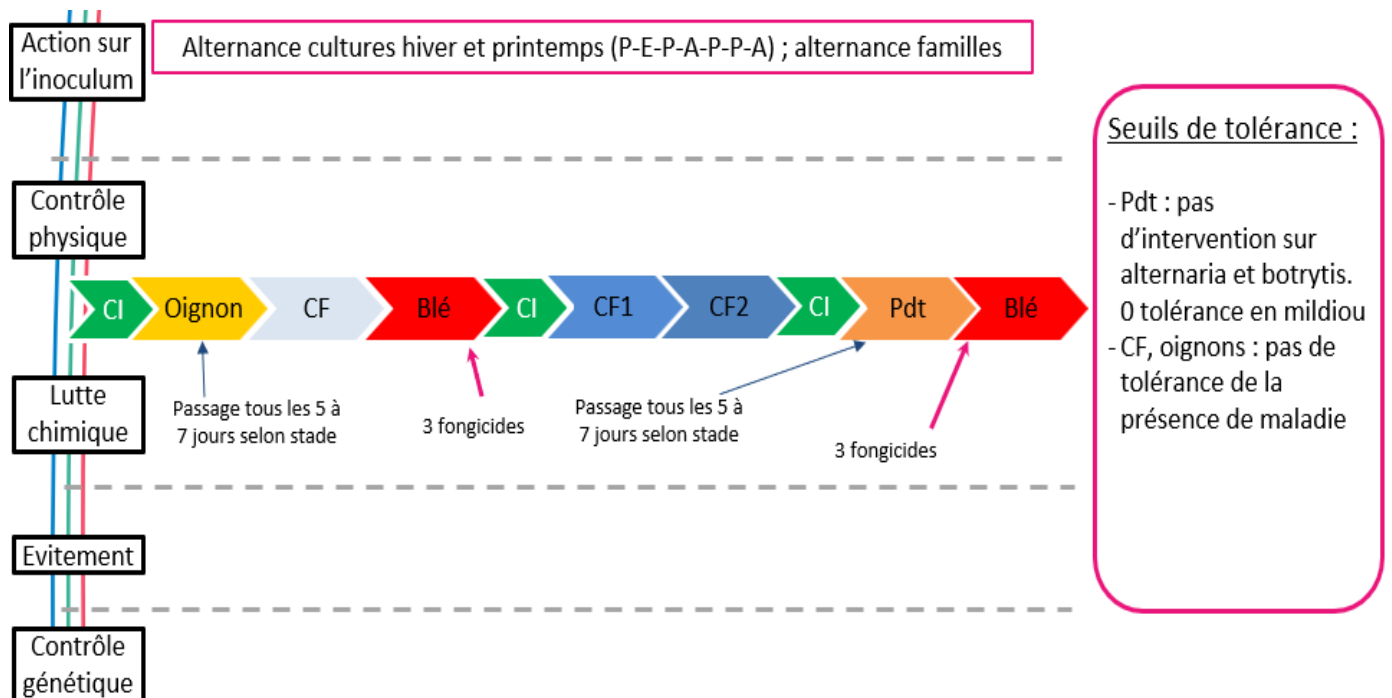 Action sur
l'inoculum
Alternance cultures hiver et printemps (P-E-P-A-P-P-A) ; alternance familles
Contrôle
physique
CI
Oignon
CF
Blé
CI
CF1
CF2
CI
Pdt
Blé
Lutte
chimique
Passage tous les 5 à
7 jours selon stade
3 fongicides
Passage tous les 5 à
7 jours selon stade
3 fongicides
Evitement
Contrôle
génétique
Seuils de tolérance :
- Pdt : pas
d'intervention sur
alternaria et botrytis.
0 tolérance en mildiou
- CF, oignons : pas de
tolérance de la
présence de maladie